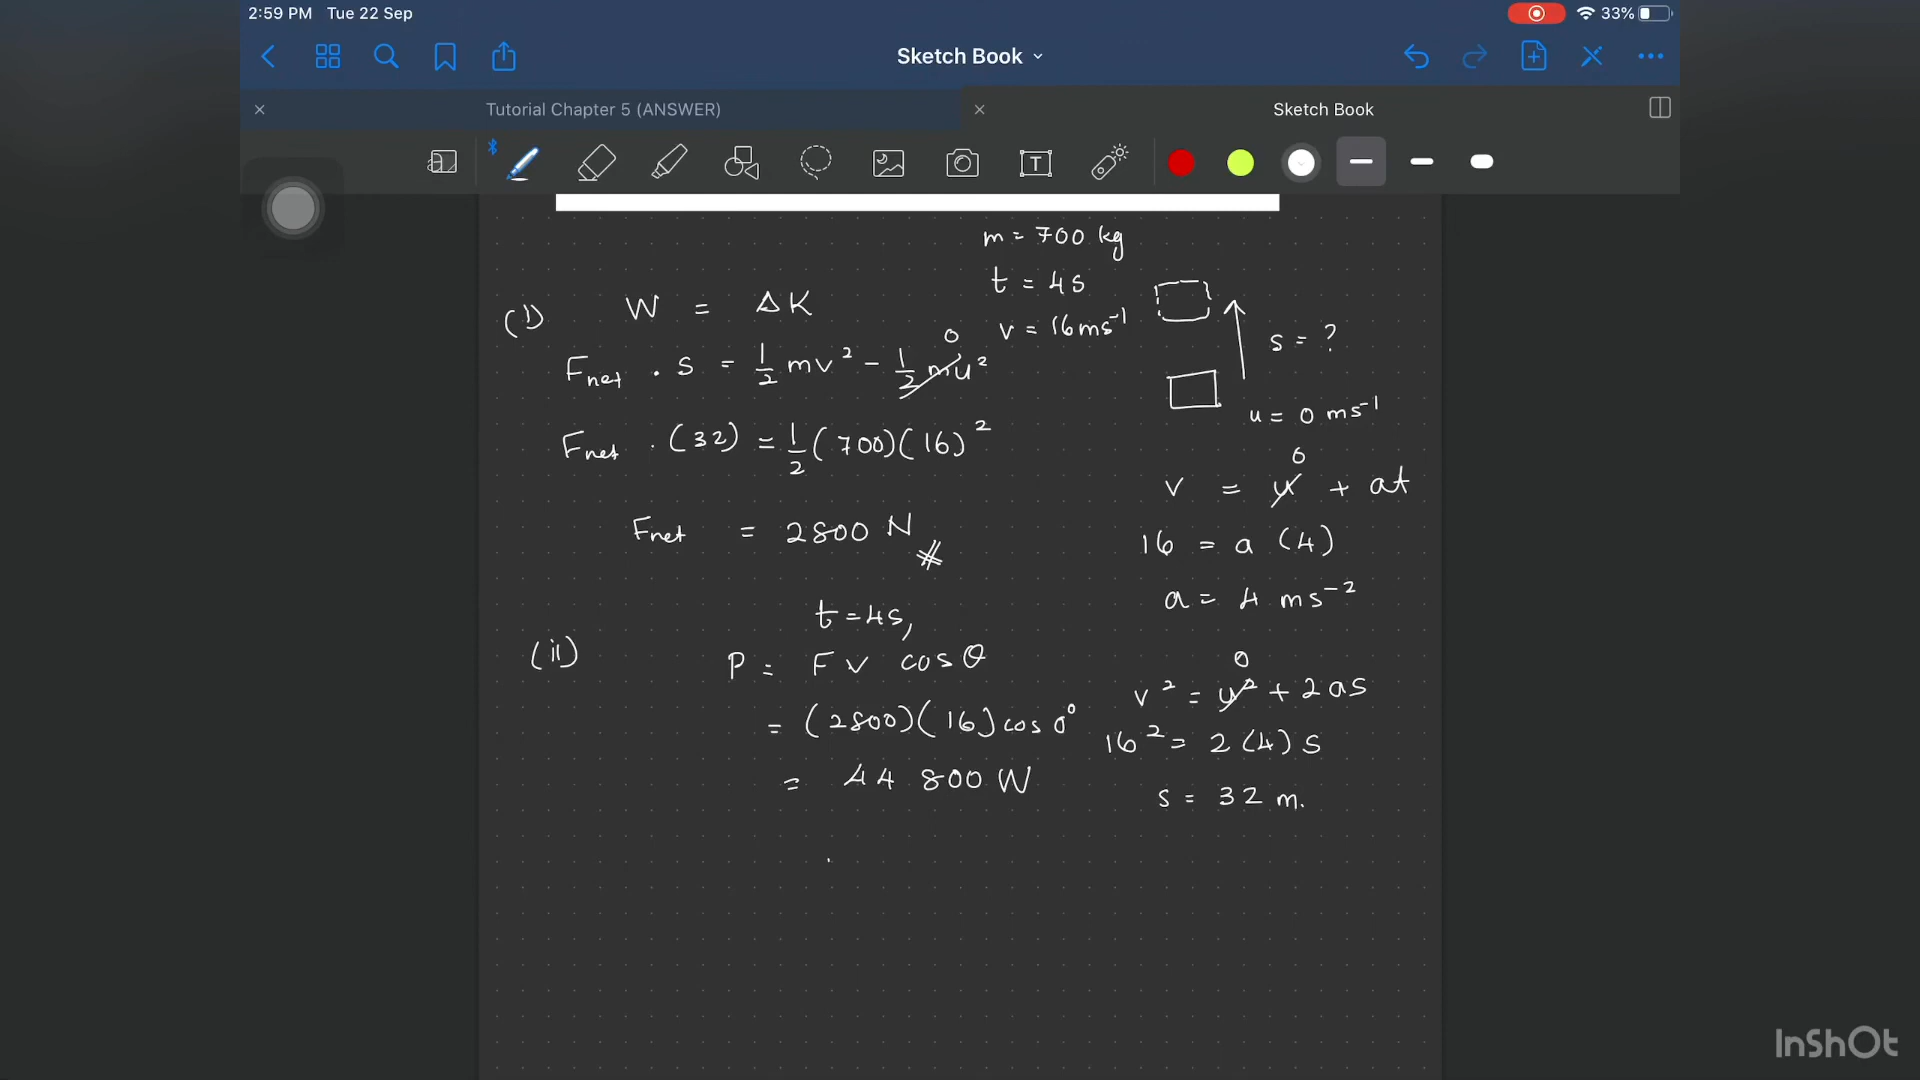 2:59 PM Tue 22 Sep
33%
Sketch Book
Tutorial Chapter 5 (ANSWER)
Sketch Book
T
m = 700 kg
t = 4s
v = 16 ms⁻¹
s = ?
u = 0 ms⁻¹
(i) W = ΔK
Fnet . s = 1/2 mv² - 1/2 mu² 0
Fnet . (32) = 1/2 (700)(16)²
Fnet = 2800 N
v = u 0 + at
16 = a (4)
a = 4 ms⁻²
v² = u² 0 + 2as
16² = 2(4)s
s = 32 m.
(ii) t = 4s,
P = Fv cos θ
= (2800)(16) cos 0°
= 44 800 W
InShOt